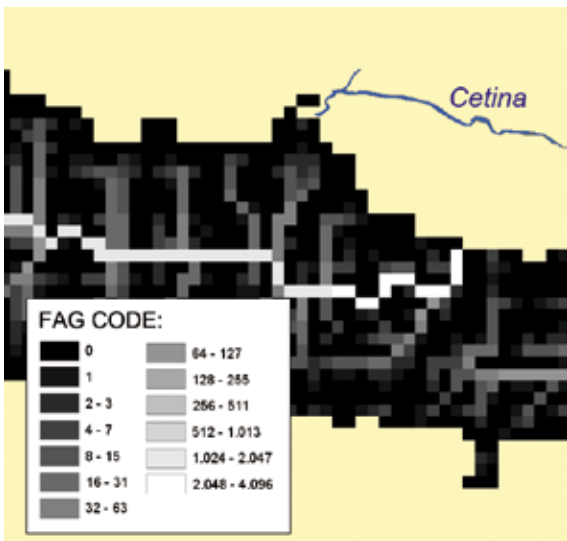 Cetina
FAG CODE:
0
1
2 - 3
4 - 7
8 - 15
16 - 31
32 - 63
64 - 127
128 - 255
256 - 511
512 - 1.013
1.024 - 2.047
2.048 - 4.096